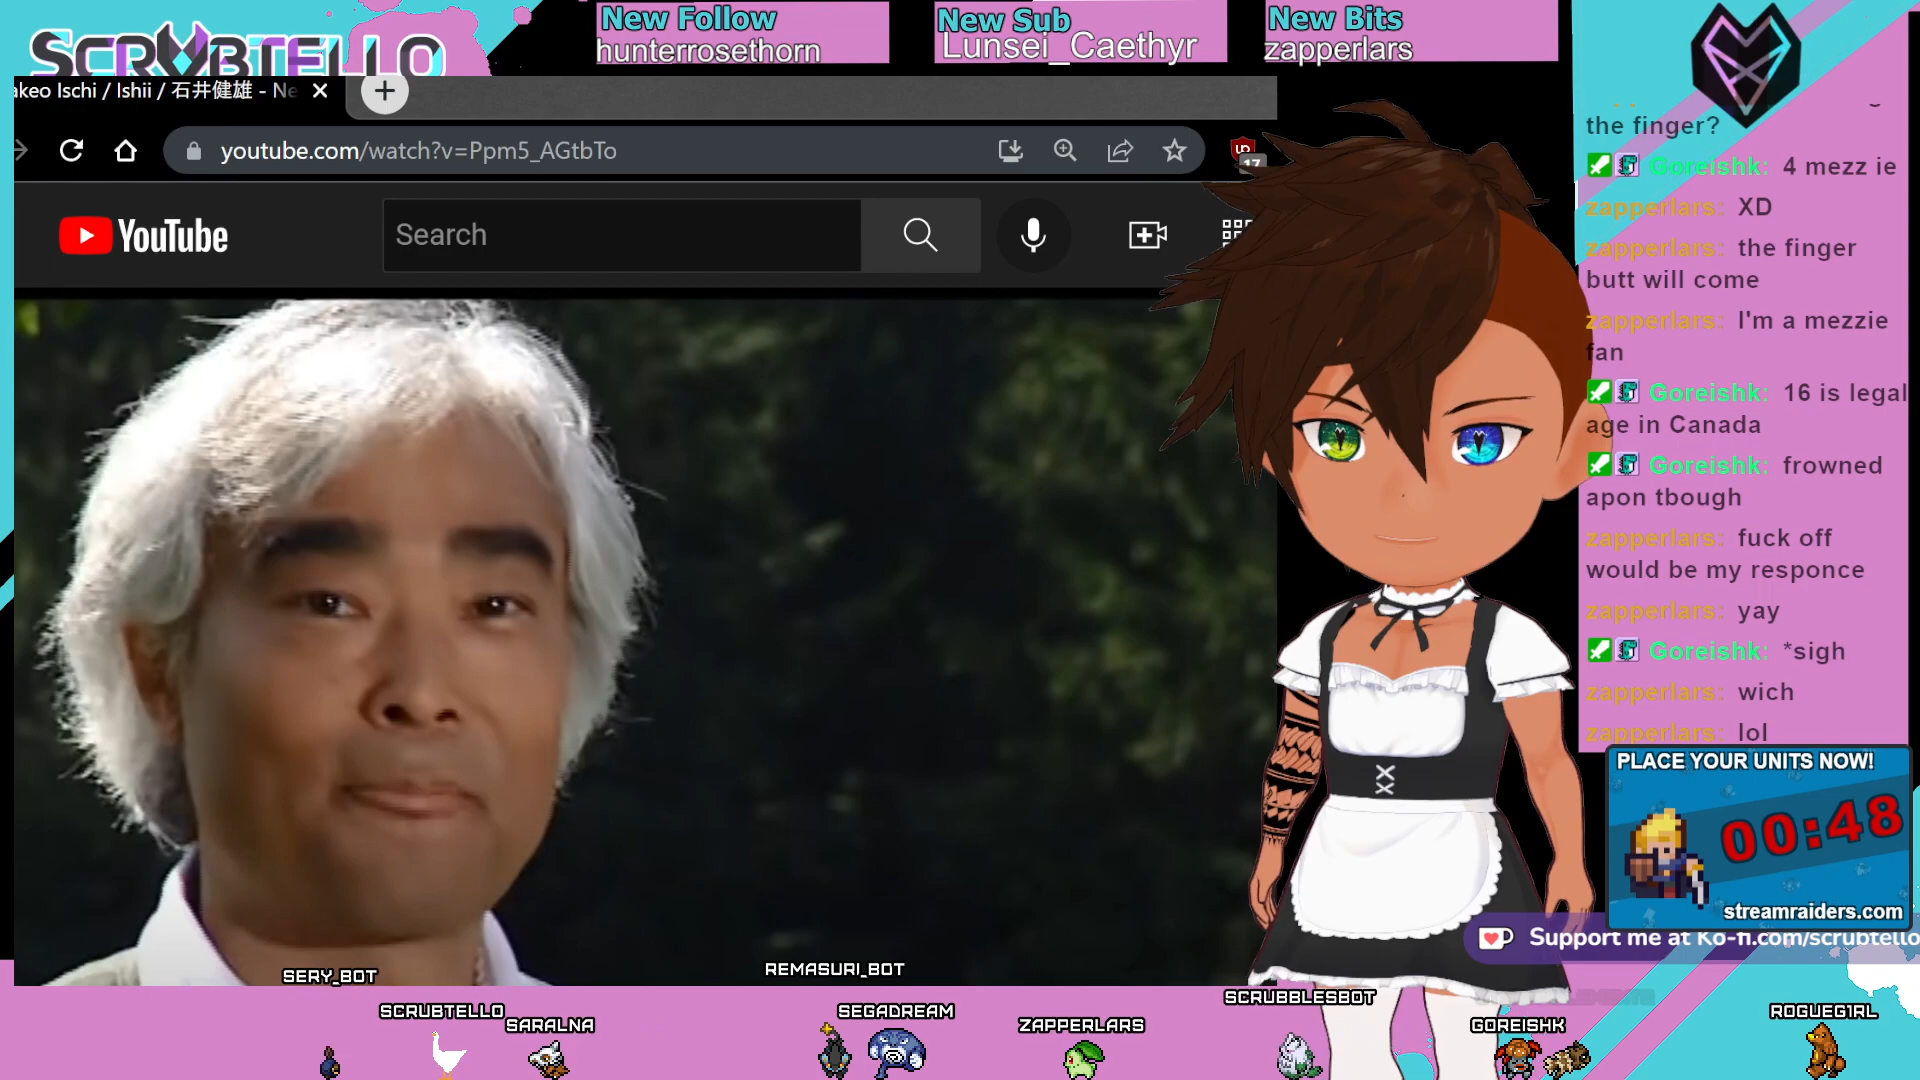 SCRUBTELLO
New Follow
hunterrosethorn
New Sub
Lunsei_Caethyr
New Bits
zapperlars
akeo Ischi / Ishii / 石井健雄 - Ne
youtube.com/watch?v=Ppm5_AGtbTo
17
YouTube
Search
the finger?
Goreishk: 4 mezz ie
zapperlars: XD
zapperlars: the finger
butt will come
zapperlars: I'm a mezzie
fan
Goreishk: 16 is legal
age in Canada
Goreishk: frowned
apon tbough
zapperlars: fuck off
would be my responce
zapperlars: yay
Goreishk: *sigh
zapperlars: wich
zapperlars: lol
PLACE YOUR UNITS NOW!
00:48
streamraiders.com
Support me at Ko-fi.com/scrubtello
SERY_BOT
REMASURI_BOT
SCRUBTELLO
SARALNA
SEGADREAM
ZAPPERLARS
SCRUBBLESBOT
GOREISHK
ROGUEG1RL